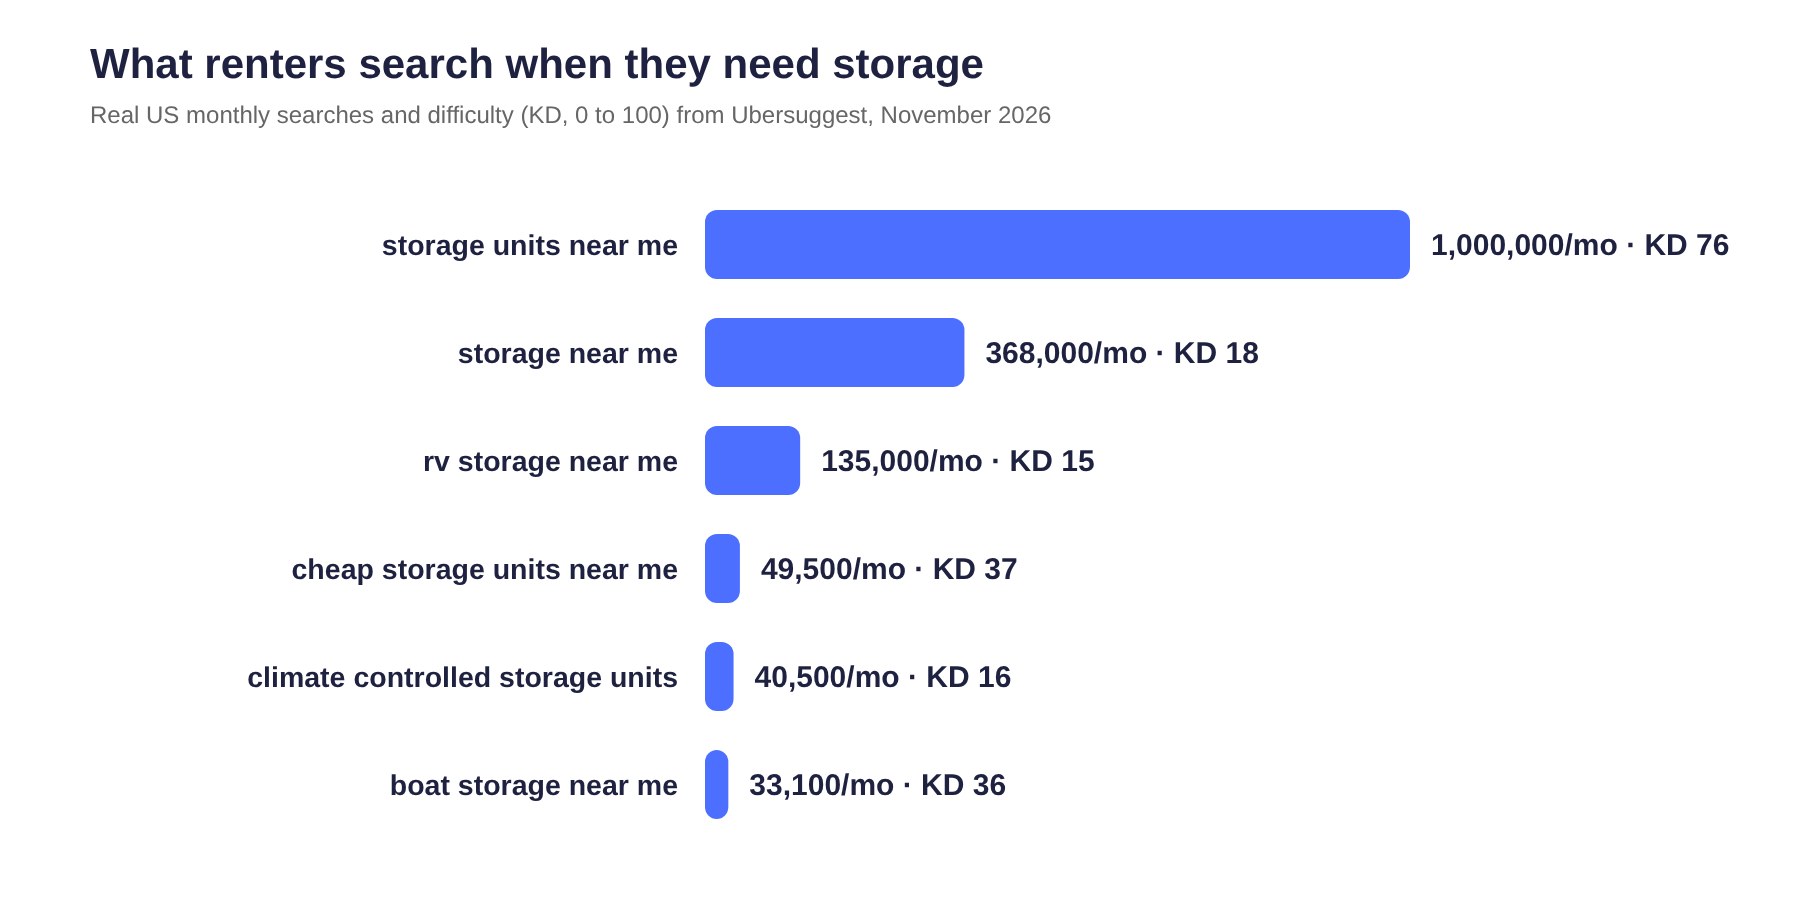 What renters search when they need storage
Real US monthly searches and difficulty (KD, 0 to 100) from Ubersuggest, November 2026
storage units near me 1,000,000/mo · KD 76
storage near me 368,000/mo · KD 18
rv storage near me 135,000/mo · KD 15
cheap storage units near me 49,500/mo · KD 37
climate controlled storage units 40,500/mo · KD 16
boat storage near me 33,100/mo · KD 36